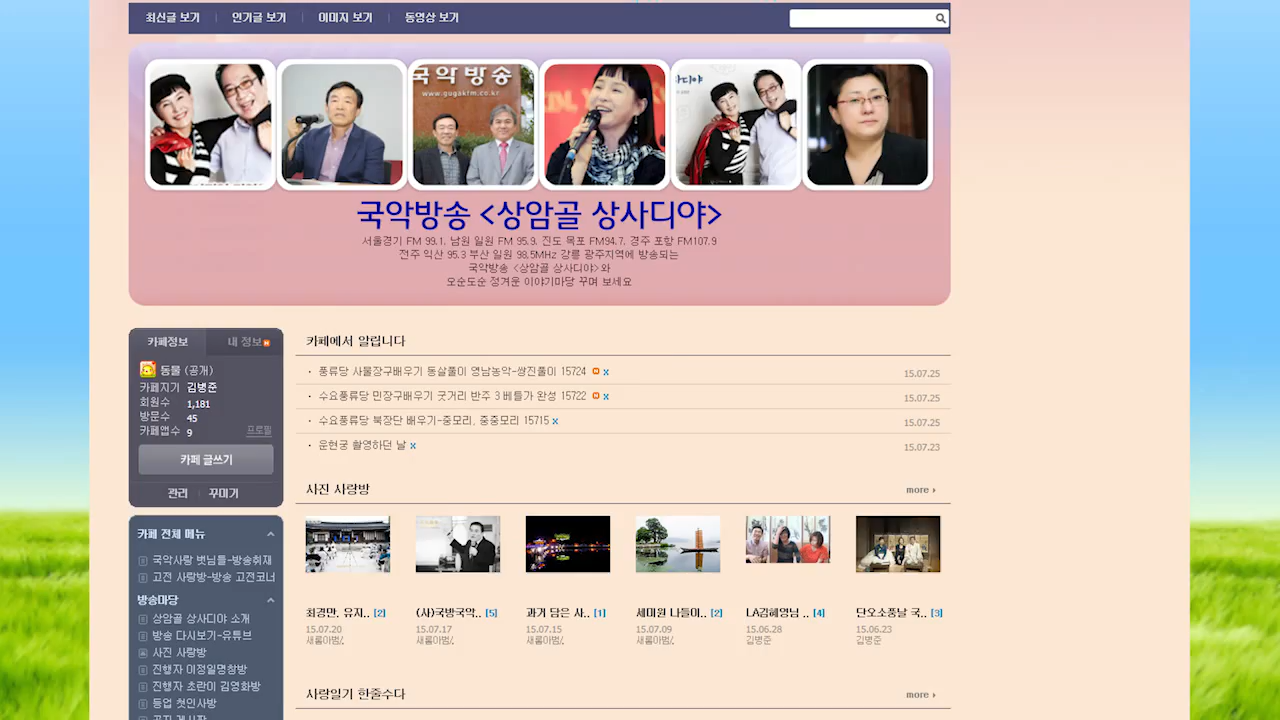 최신글 보기 인기글 보기 이미지 보기 동영상 보기
국악방송
www.gugakfm.co.kr
국악방송 <상암골 상사디야>
서울경기 FM 99.1, 남원 일원 FM 95.9, 진도 목포 FM94.7, 경주 포항 FM107.9
전주 익산 95.3 부산 일원 98.5MHz 강릉 광주지역에 방송되는
국악방송 <상암골 상사디야>와
오순도순 정겨운 이야기마당 꾸며 보세요
카페정보 내 정보
동물 (공개)
카페지기 김병준
회원수 1,181
방문수 45
카페앱수 9 프로필
카페 글쓰기
관리 꾸미기
카페 전체 메뉴
국악사랑 벗님들-방송취재
고전 사랑방-방송 고전코너
방송마당
상암골 상사디야 소개
방송 다시보기-유튜브
사진 사랑방
진행자 이정일명창방
진행자 초란이 김영화방
등업 첫인사방
카페에서 알립니다
· 풍류당 사물장구배우기 동살풀이 영남농악-쌍진풀이 15724 15.07.25
· 수요풍류당 민장구배우기 굿거리 반주 3 베틀가 완성 15722 15.07.25
· 수요풍류당 북장단 배우기-중모리, 중중모리 15715 15.07.25
· 운현궁 촬영하던 날 15.07.23
사진 사랑방 more
최경만, 유지.. [2] (사)국방국악.. [5] 과거 담은 사.. [1] 세미원 나들이.. [2] LA김혜영님 .. [4] 단오소풍날 국.. [3]
15.07.20 15.07.17 15.07.15 15.07.09 15.06.28 15.06.23
김병준 김병준
사랑일기 한줄수다 more